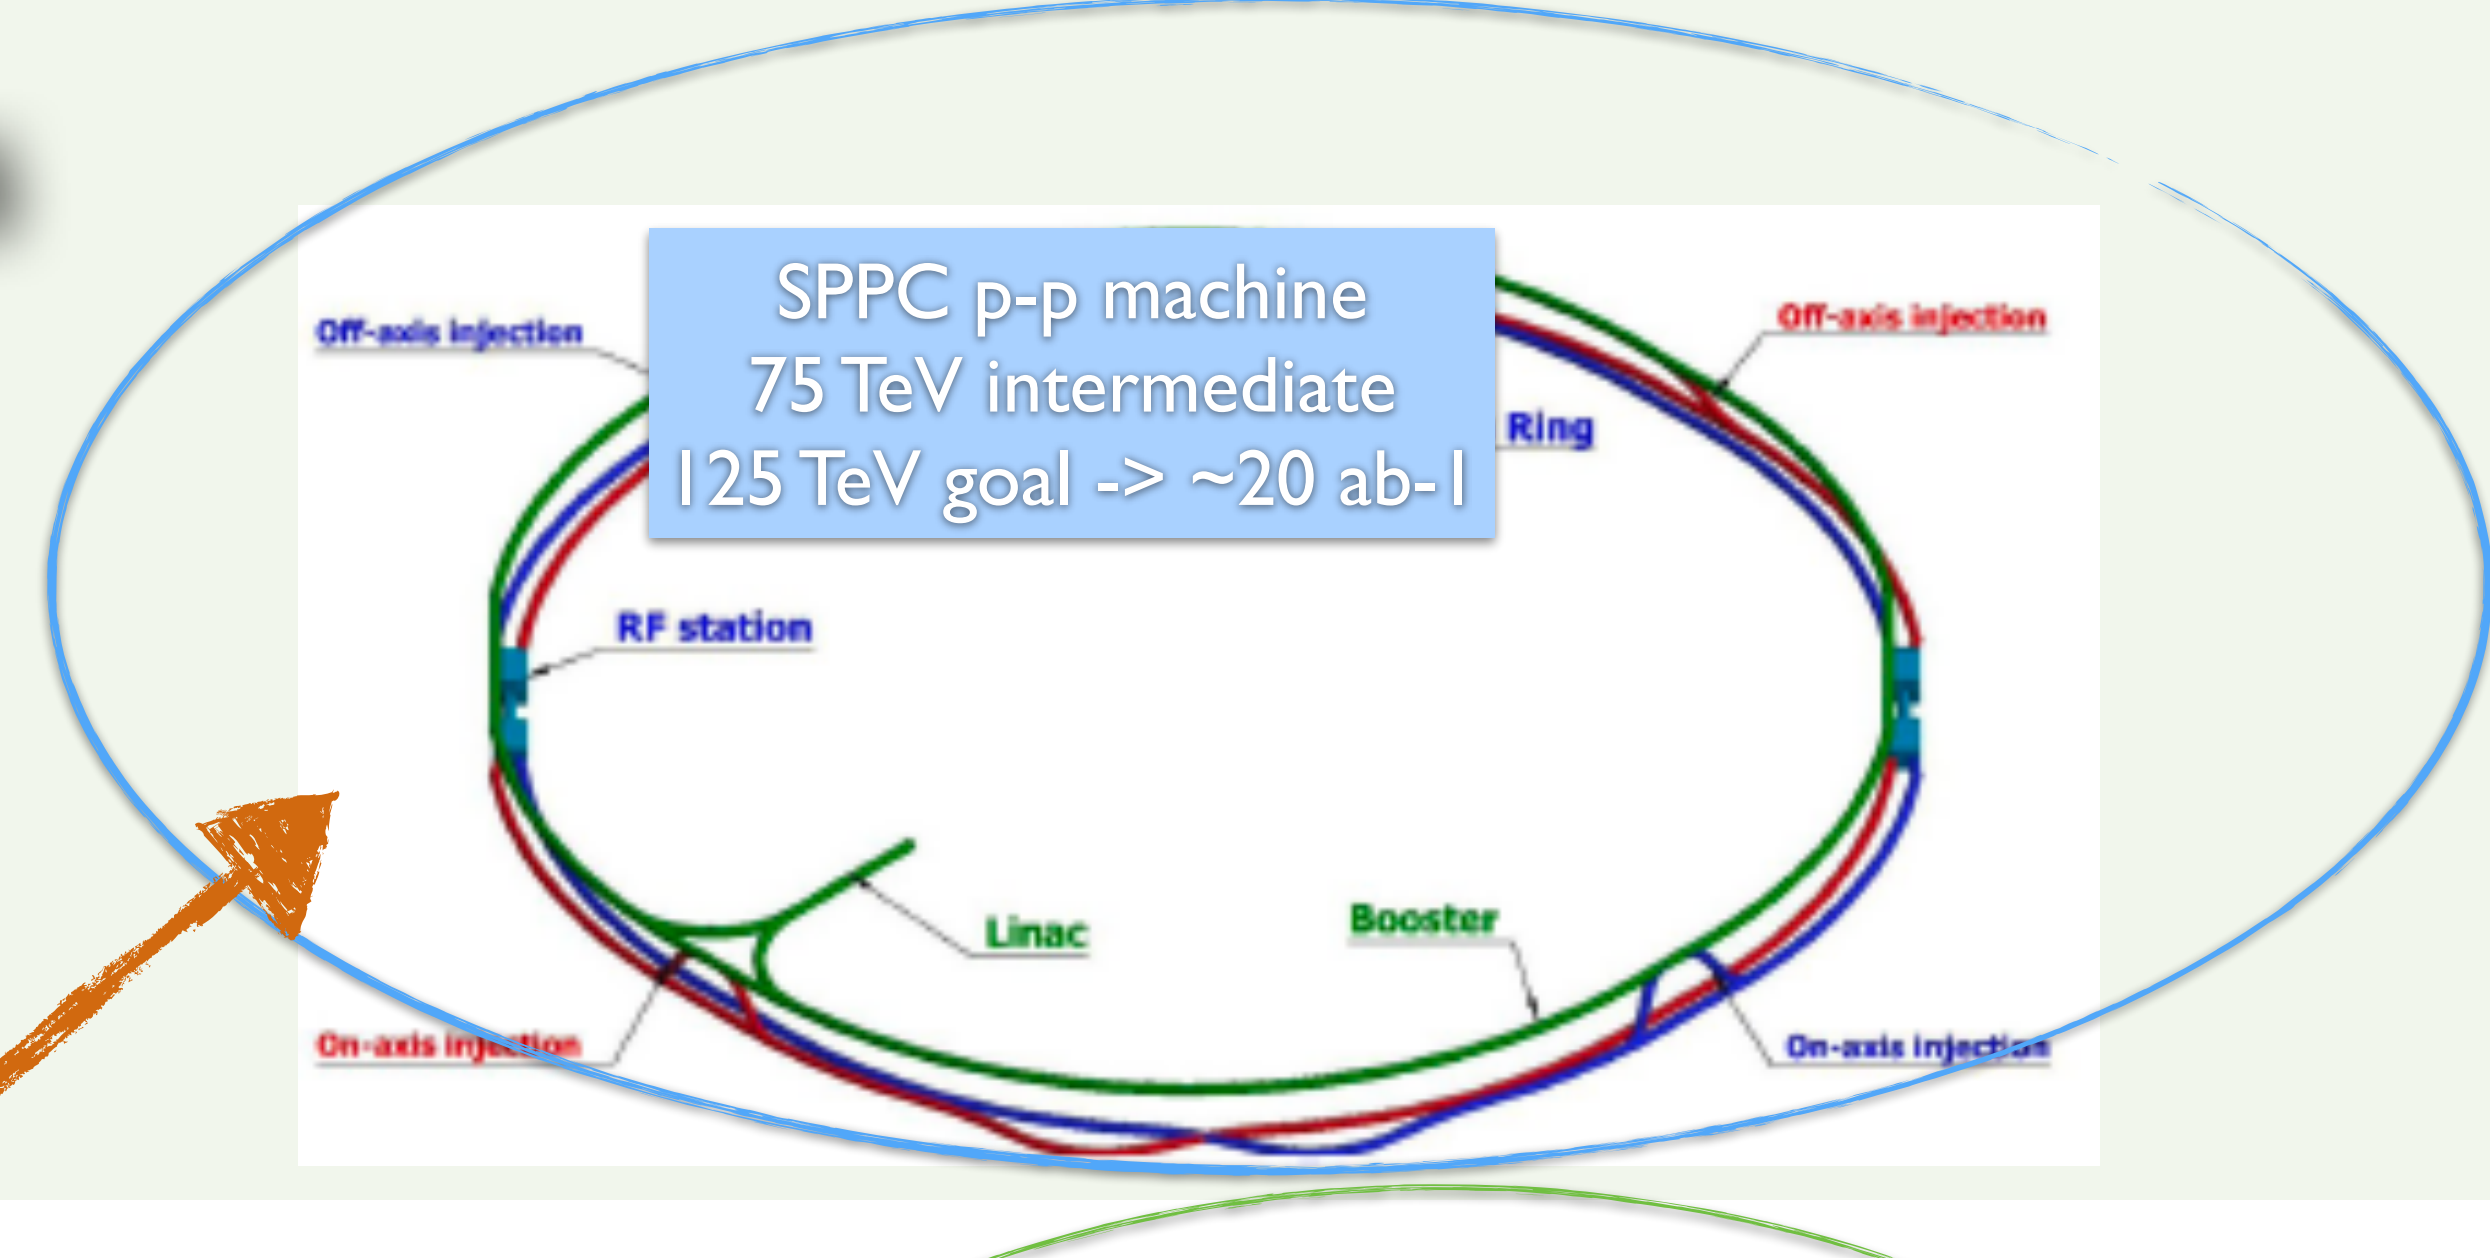 SPPC p-p machine
75 TeV intermediate
125 TeV goal -> ~20 ab-1
Off-axis injection
Off-axis injection
Ring
RF station
Linac
Booster
On-axis injection
On-axis injection